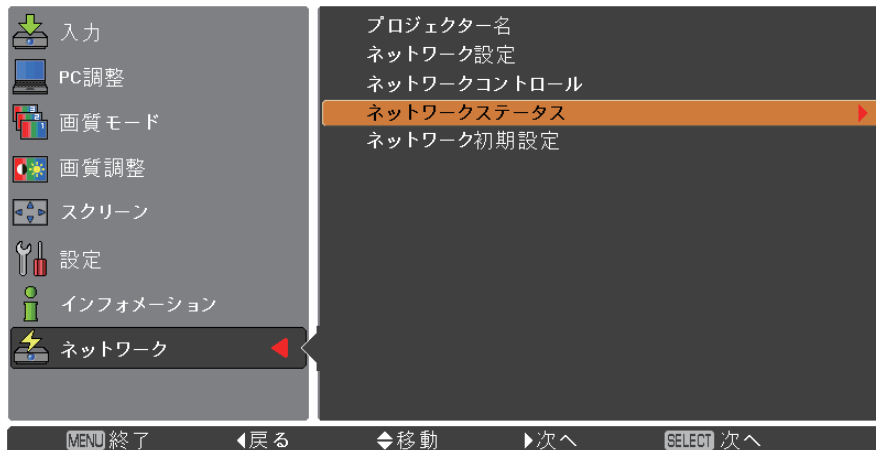 入力
PC調整
画質モード
画質調整
スクリーン
設定
インフォメーション
ネットワーク
プロジェクター名
ネットワーク設定
ネットワークコントロール
ネットワークステータス
ネットワーク初期設定
MENU 終了 戻る 移動 次へ SELECT 次へ